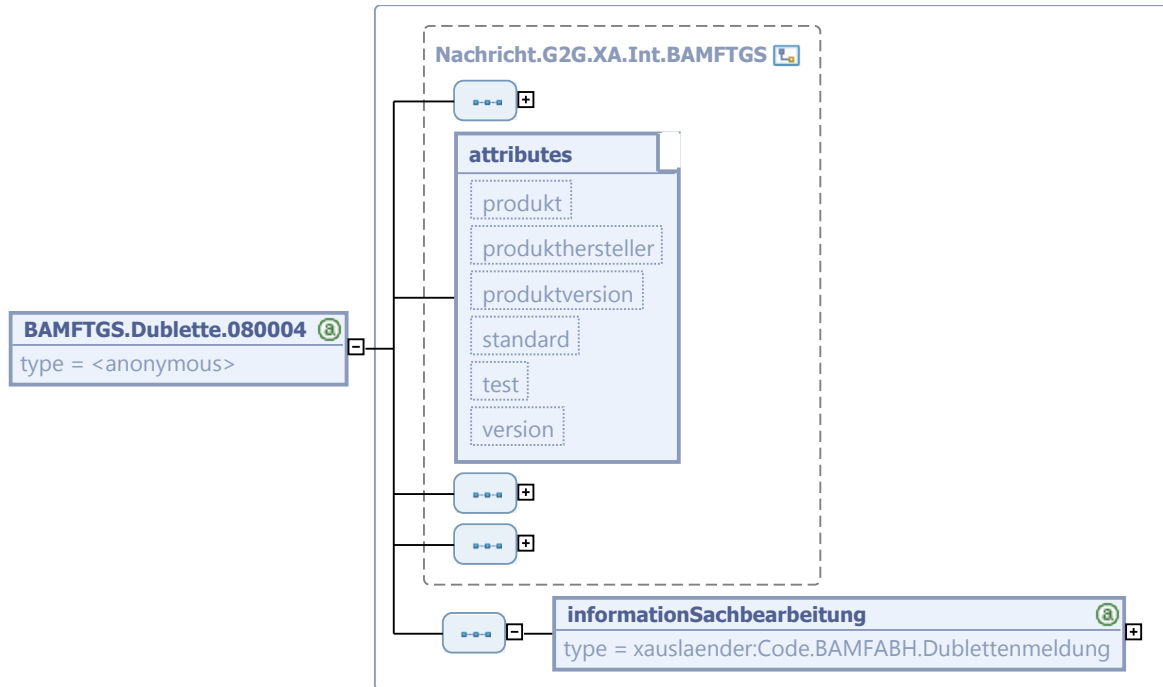 Nachricht.G2G.XA.Int.BAMFTGS
attributes
produkt
produkthersteller
produktversion
standard
test
version
BAMFTGS.Dublette.080004 a
type = <anonymous>
informationSachbearbeitung a
type = xauslaender:Code.BAMFABH.Dublettenmeldung